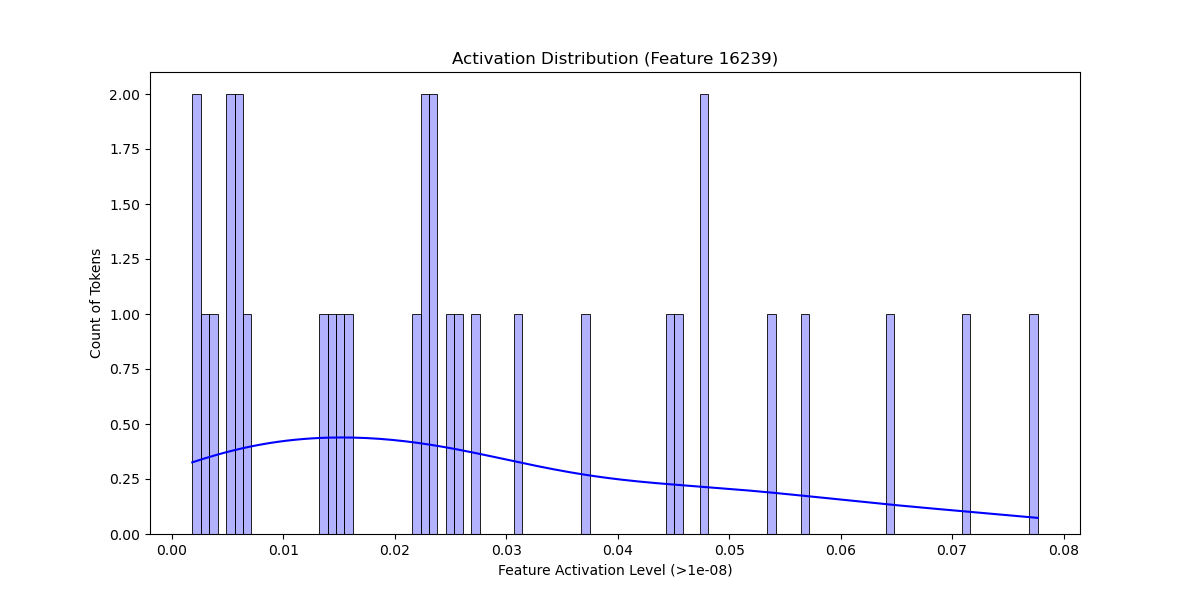 Activation Distribution (Feature 16239)
2.00
1.75
1.50
1.25
1.00
0.75
0.50
0.25
0.00
Count of Tokens
0.00 0.01 0.02 0.03 0.04 0.05 0.06 0.07 0.08
Feature Activation Level (>1e-08)